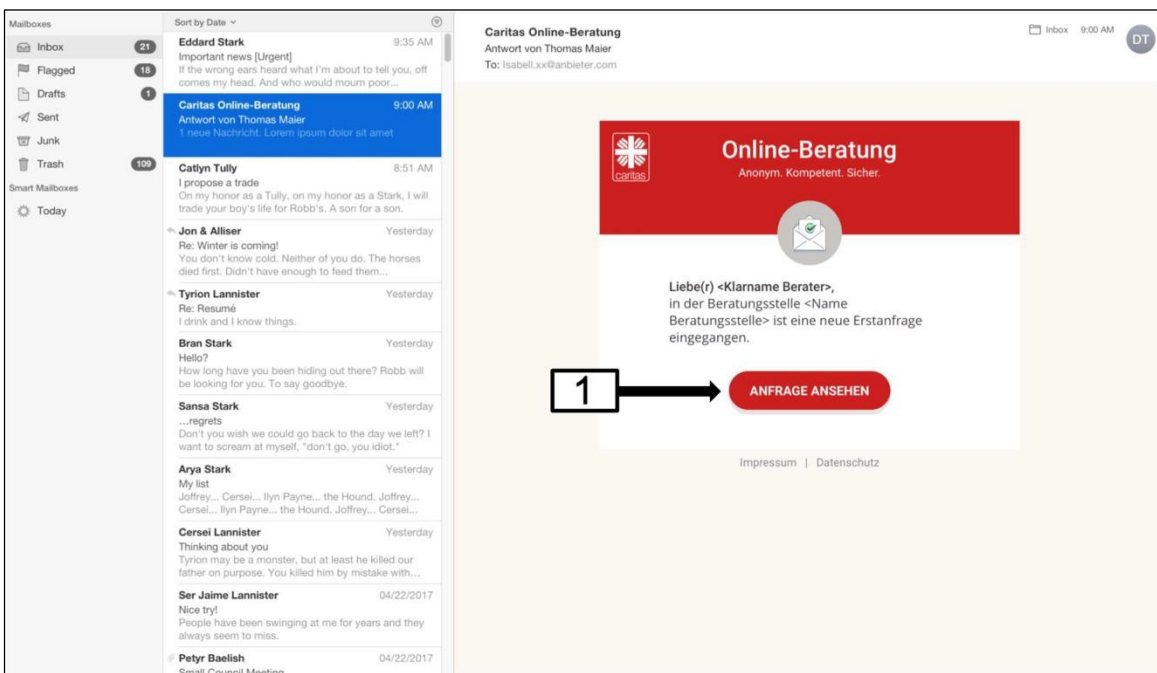 Mailboxes
Inbox 21
Flagged 18
Drafts 1
Sent
Junk
Trash 109
Smart Mailboxes
Today
Sort by Date
Eddard Stark 9:35 AM
Important news [Urgent]
If the wrong ears heard what I'm about to tell you, off
comes my head. And who would mourn poor...
Caritas Online-Beratung 9:00 AM
Antwort von Thomas Maier
1 neue Nachricht. Lorem ipsum dolor sit amet
Catlyn Tully 8:51 AM
I propose a trade
On my honor as a Tully, on my honor as a Stark, I will
trade your boy's life for Robb's. A son for a son.
Jon & Alliser Yesterday
Re: Winter is coming!
You don't know cold. Neither of you do. The horses
died first. Didn't have enough to feed them...
Tyrion Lannister Yesterday
Re: Resumé
I drink and I know things.
Bran Stark Yesterday
Hello?
How long have you been hiding out there? Robb will
be looking for you. To say goodbye.
Sansa Stark Yesterday
...regrets
Don't you wish we could go back to the day we left? I
want to scream at myself, "don't go, you idiot."
Arya Stark Yesterday
My list
Joffrey... Cersei... Ilyn Payne... the Hound. Joffrey...
Cersei... Ilyn Payne... the Hound. Joffrey... Cersei...
Cersei Lannister Yesterday
Thinking about you
Tyrion may be a monster, but at least he killed our
father on purpose. You killed him by mistake with...
Ser Jaime Lannister 04/22/2017
Nice try!
People have been swinging at me for years and they
always seem to miss.
Petyr Baelish 04/22/2017
Small Council Meeting
Caritas Online-Beratung
Antwort von Thomas Maier
To: Isabell.xx@anbieter.com
Inbox 9:00 AM
DT
caritas
Online-Beratung
Anonym. Kompetent. Sicher.
Liebe(r) <Klarname Berater>,
in der Beratungsstelle <Name
Beratungsstelle> ist eine neue Erstanfrage
eingegangen.
1
ANFRAGE ANSEHEN
Impressum | Datenschutz